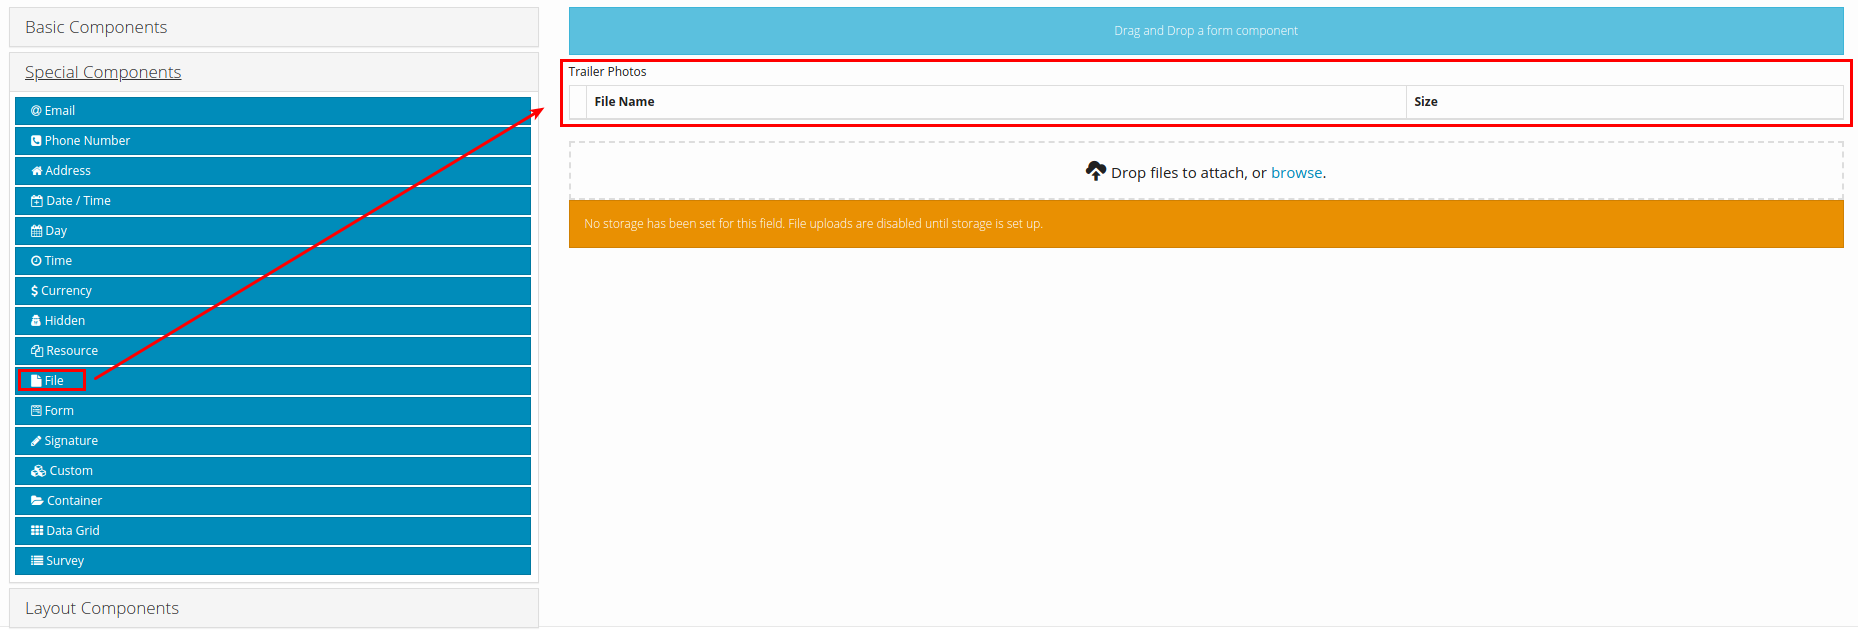 Basic Components
Special Components
Email
Phone Number
Address
Date / Time
Day
Time
Currency
Hidden
Resource
File
Form
Signature
Custom
Container
Data Grid
Survey
Layout Components
Drag and Drop a form component
Trailer Photos
File Name Size
Drop files to attach, or browse.
No storage has been set for this field. File uploads are disabled until storage is set up.